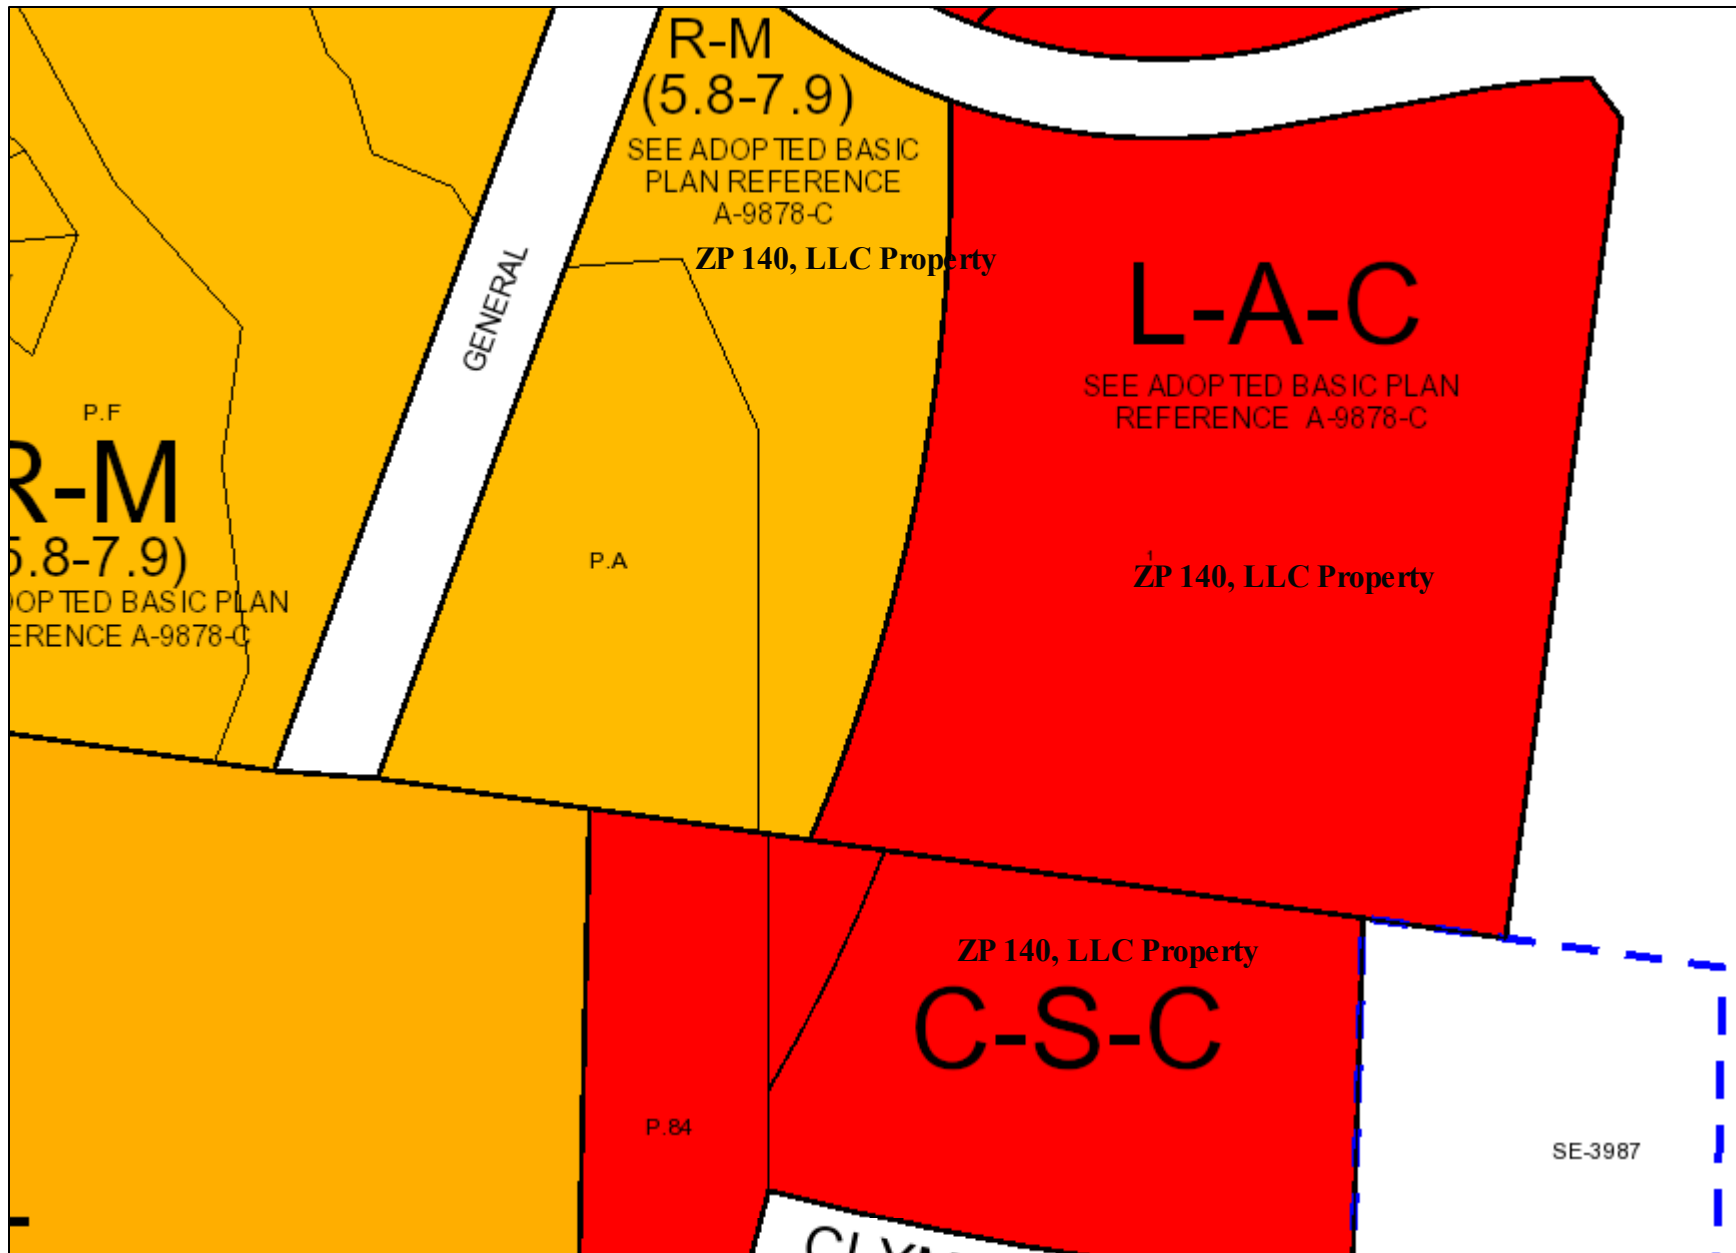 R-M
(5.8-7.9)
SEE ADOPTED BASIC
PLAN REFERENCE
A-9878-C
ZP 140, LLC Property
GENERAL
L-A-C
SEE ADOPTED BASIC PLAN
REFERENCE A-9878-C
P.F
R-M
5.8-7.9)
BASIC PLAN
A-9878-C
P.A
1
ZP 140, LLC Property
ZP 140, LLC Property
C-S-C
P.84
SE-3987